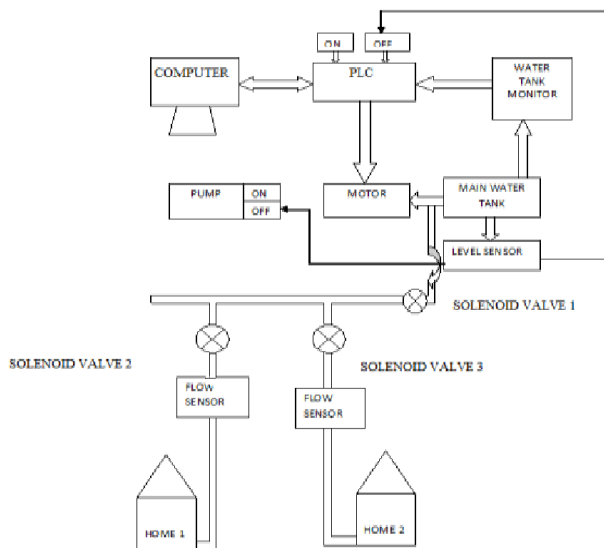 ON
OFF
COMPUTER
PLC
WATER
TANK
MONITOR
PUMP
ON
OFF
MOTOR
MAIN WATER
TANK
LEVEL SENSOR
SOLENOID VALVE 1
SOLENOID VALVE 2
SOLENOID VALVE 3
FLOW
SENSOR
FLOW
SENSOR
HOME 1
HOME 2